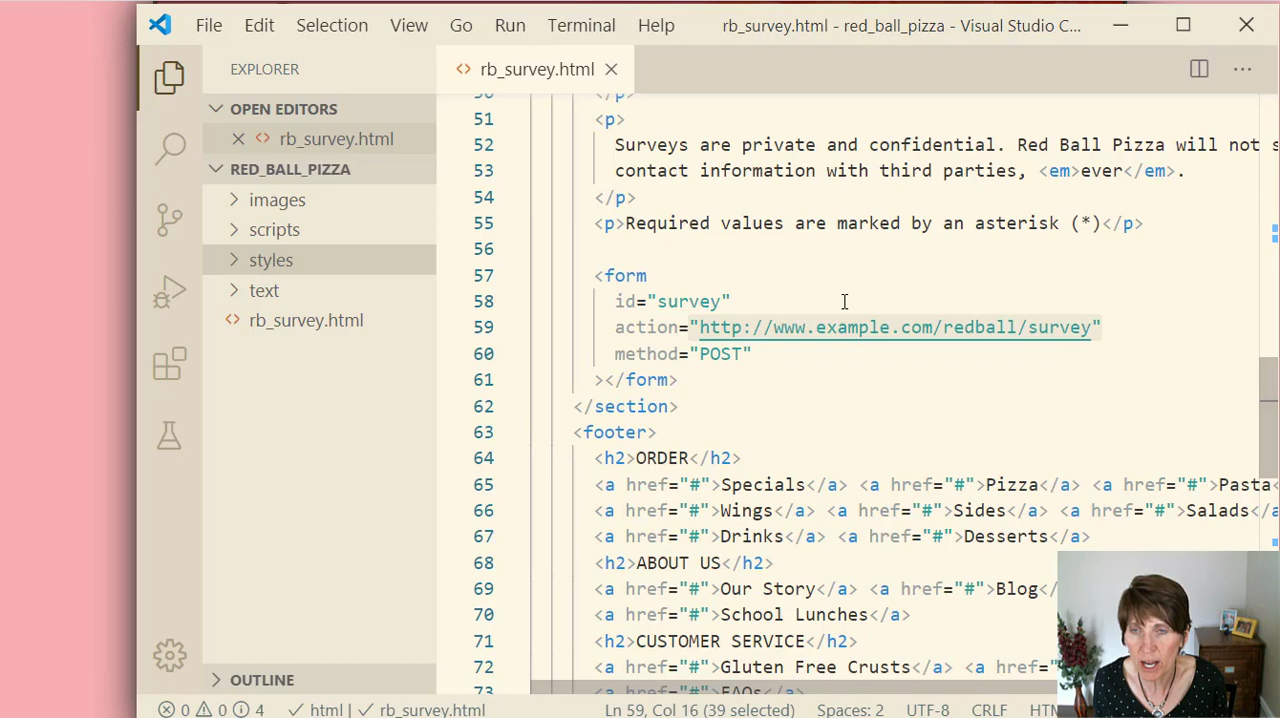 File Edit Selection View Go Run Terminal Help rb_survey.html - red_ball_pizza - Visual Studio C...
EXPLORER
rb_survey.html
OPEN EDITORS
rb_survey.html
RED_BALL_PIZZA
images
scripts
styles
text
rb_survey.html
OUTLINE
50 </p>
51 <p>
52 Surveys are private and confidential. Red Ball Pizza will not s
53 contact information with third parties, <em>ever</em>.
54 </p>
55 <p>Required values are marked by an asterisk (*)</p>
56
57 <form
58 id="survey"
59 action="http://www.example.com/redball/survey"
60 method="POST"
61 ></form>
62 </section>
63 <footer>
64 <h2>ORDER</h2>
65 <a href="#">Specials</a> <a href="#">Pizza</a> <a href="#">Pasta<
66 <a href="#">Wings</a> <a href="#">Sides</a> <a href="#">Salads</a
67 <a href="#">Drinks</a> <a href="#">Desserts</a>
68 <h2>ABOUT US</h2>
69 <a href="#">Our Story</a> <a href="#">Blog<
70 <a href="#">School Lunches</a>
71 <h2>CUSTOMER SERVICE</h2>
72 <a href="#">Gluten Free Crusts</a> <a href=
73 <a href="#">FAQs</a>
0 0 4 html rb_survey.html Ln 59, Col 16 (39 selected) Spaces: 2 UTF-8 CRLF HTM